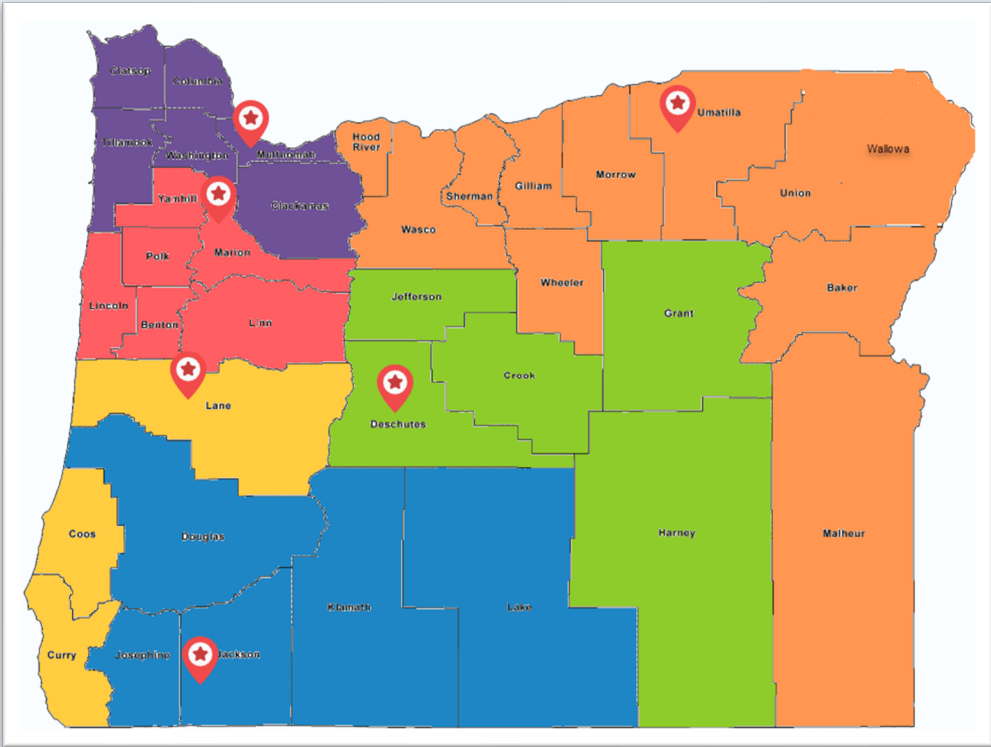 Clatsop
Columbia
Tillamook
Washington
Multnomah
Hood
River
Umatilla
Wallowa
Yamhill
Clackamas
Sherman
Gilliam
Morrow
Union
Polk
Marion
Wasco
Wheeler
Baker
Lincoln
Benton
Linn
Jefferson
Grant
Crook
Lane
Deschutes
Coos
Douglas
Harney
Malheur
Klamath
Lake
Curry
Josephine
Jackson